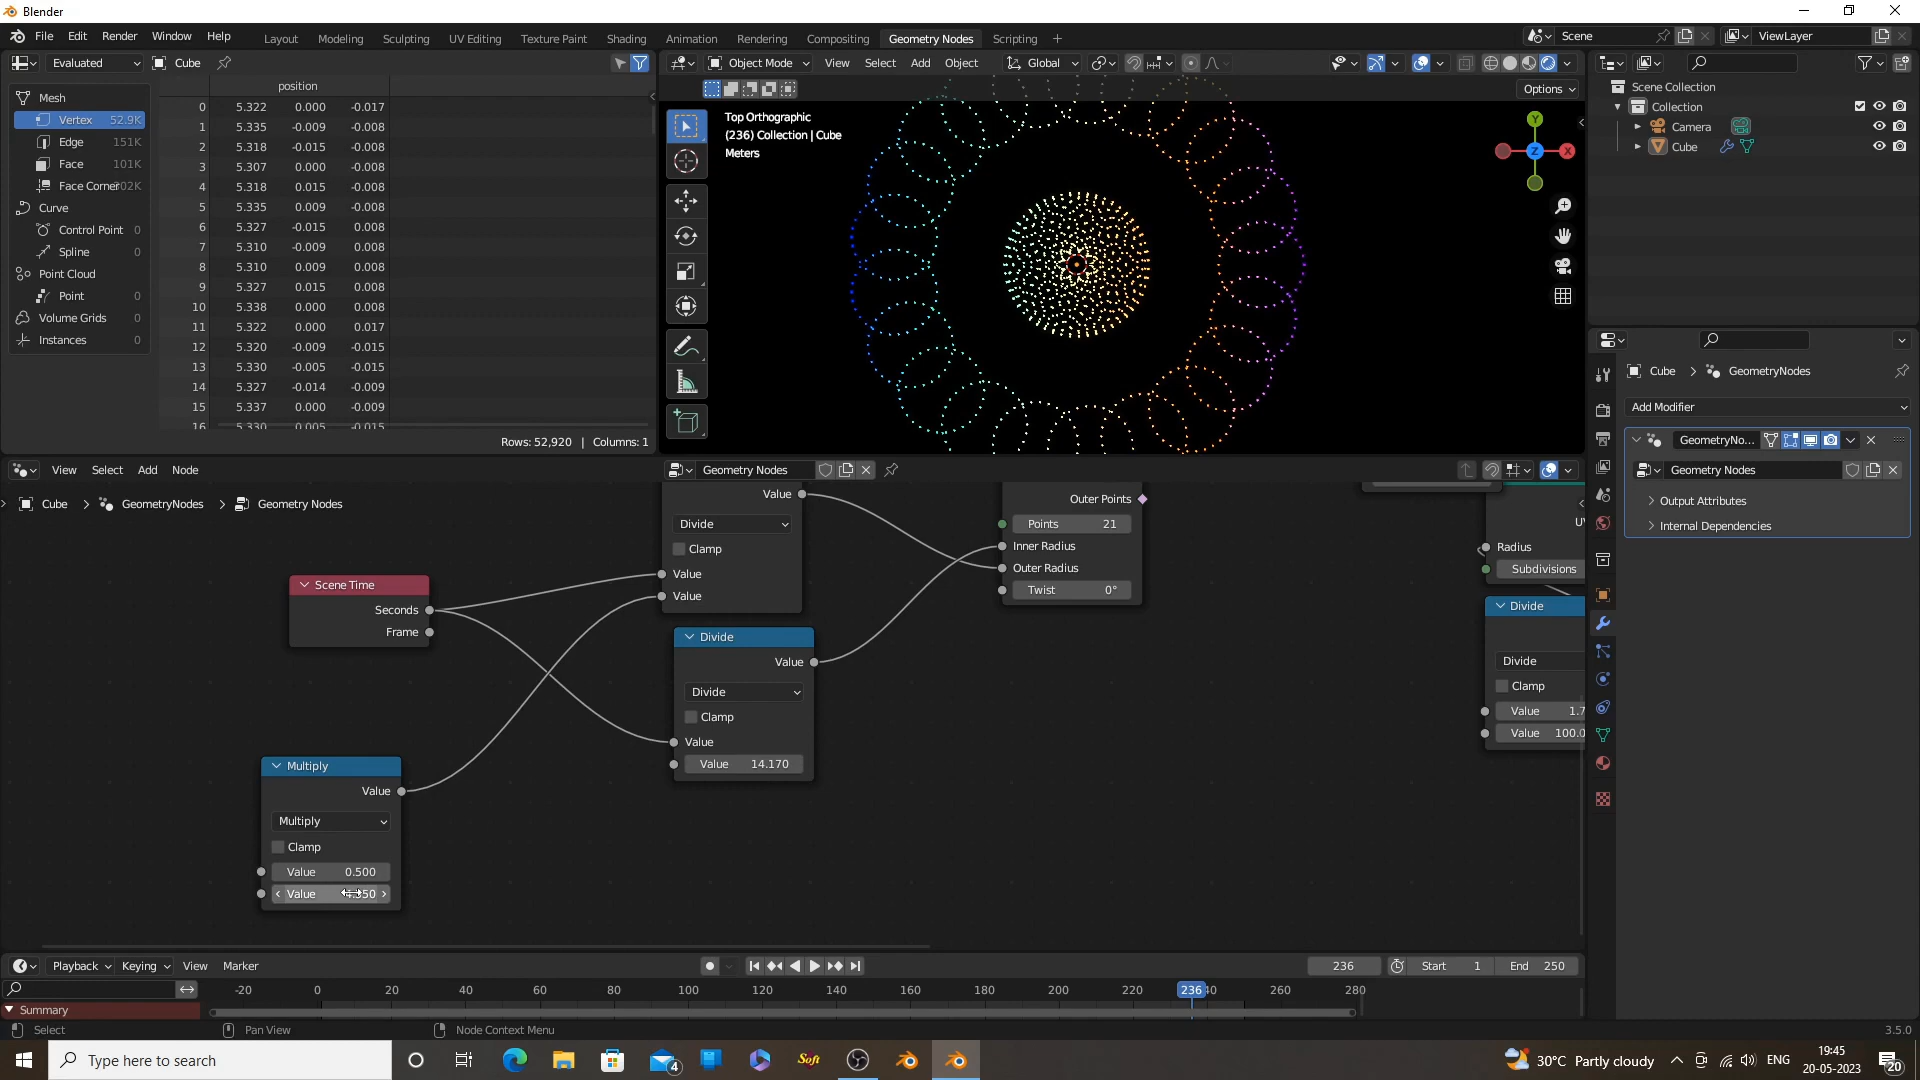 Blender
File Edit Render Window Help
Layout Modeling Sculpting UV Editing Texture Paint Shading Animation Rendering Compositing Geometry Nodes Scripting +
Scene
ViewLayer
Evaluated Cube
Object Mode View Select Add Object Global
Options
position
Mesh
Vertex 52.9K
Edge 151K
Face 101K
Face Corner
Curve
Control Point 0
Spline 0
Point Cloud
Point 0
Volume Grids 0
Instances 0
0 5.322 0.000 -0.017
1 5.335 -0.009 -0.008
2 5.318 -0.015 -0.008
3 5.307 0.000 -0.008
4 5.318 0.015 -0.008
5 5.335 0.009 -0.008
6 5.327 -0.015 0.008
7 5.310 -0.009 0.008
8 5.310 0.009 0.008
9 5.327 0.015 0.008
10 5.338 0.000 0.008
11 5.322 0.000 0.017
12 5.320 -0.009 -0.015
13 5.330 -0.005 -0.015
14 5.327 -0.014 -0.009
15 5.337 0.000 -0.009
16 5.330 0.005 -0.015
Rows: 52,920 | Columns: 1
Top Orthographic
(236) Collection | Cube
Meters
Y
X
Z
Scene Collection
Collection
Camera
Cube
Cube > GeometryNodes
Add Modifier
GeometryNo...
Geometry Nodes
Output Attributes
Internal Dependencies
View Select Add Node
Geometry Nodes
Cube > GeometryNodes > Geometry Nodes
Scene Time
Seconds
Frame
Value
Divide
Clamp
Value
Value
Divide
Value
Divide
Clamp
Value
Value 14.170
Multiply
Value
Multiply
Clamp
Value 0.500
Value
Outer Points
Points 21
Inner Radius
Outer Radius
Twist 0°
Radius
Subdivisions
Divide
Divide
Clamp
Value 1.7
Value 100.0
Playback Keying View Marker
236
Start 1 End 250
-20 0 20 40 60 80 100 120 140 160 180 200 220 236 260 280
Summary
Select Pan View Node Context Menu
3.5.0
Type here to search
4
Soft
30°C Partly cloudy
ENG
19:45
20-05-2023
20